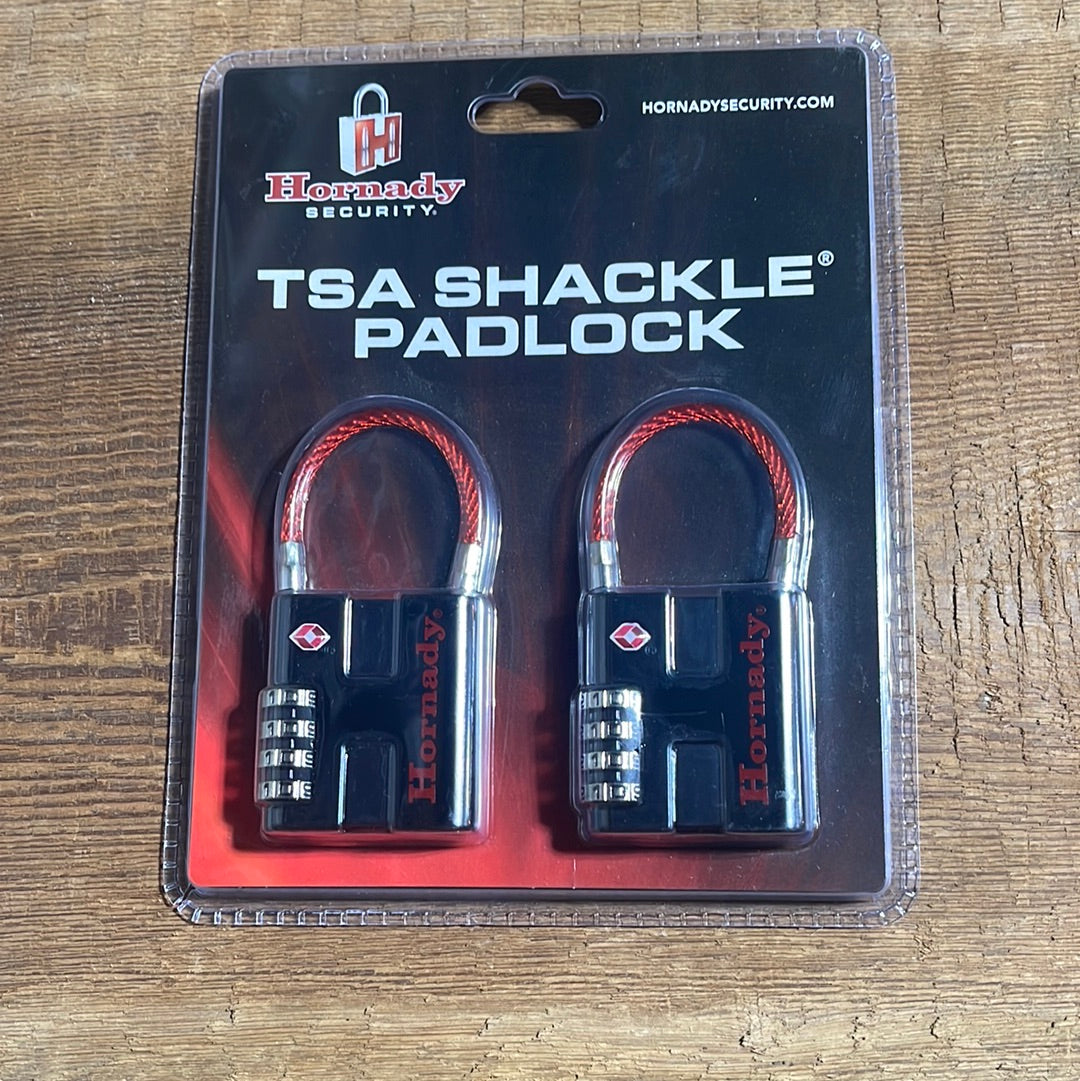 HORNADYSECURITY.COM
H
Hornady
SECURITY®
TSA SHACKLE®
PADLOCK
Hornady®
Hornady®